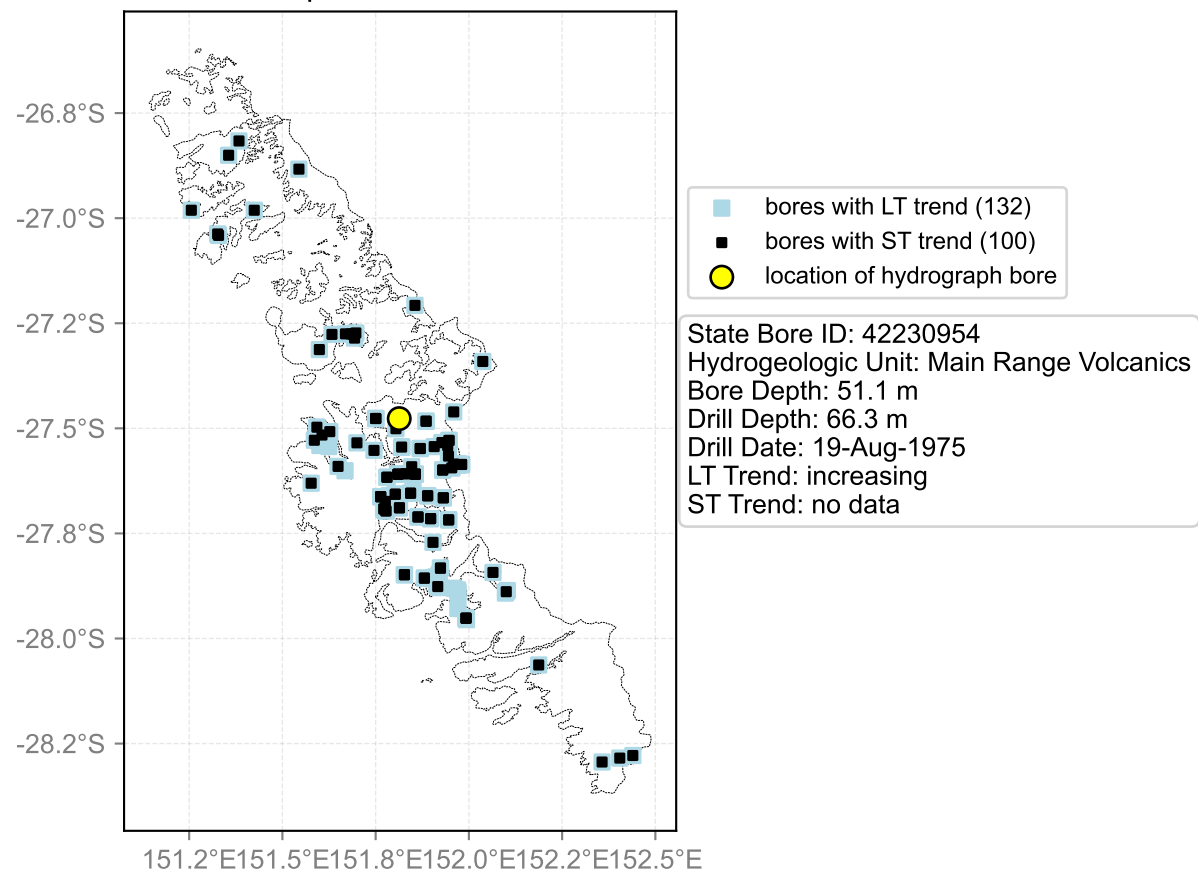 -26.8°S
-27.0°S
-27.2°S
-27.5°S
-27.8°S
-28.0°S
-28.2°S
151.2°E151.5°E151.8°E152.0°E152.2°E152.5°E
bores with LT trend (132)
bores with ST trend (100)
location of hydrograph bore
State Bore ID: 42230954
Hydrogeologic Unit: Main Range Volcanics
Bore Depth: 51.1 m
Drill Depth: 66.3 m
Drill Date: 19-Aug-1975
LT Trend: increasing
ST Trend: no data